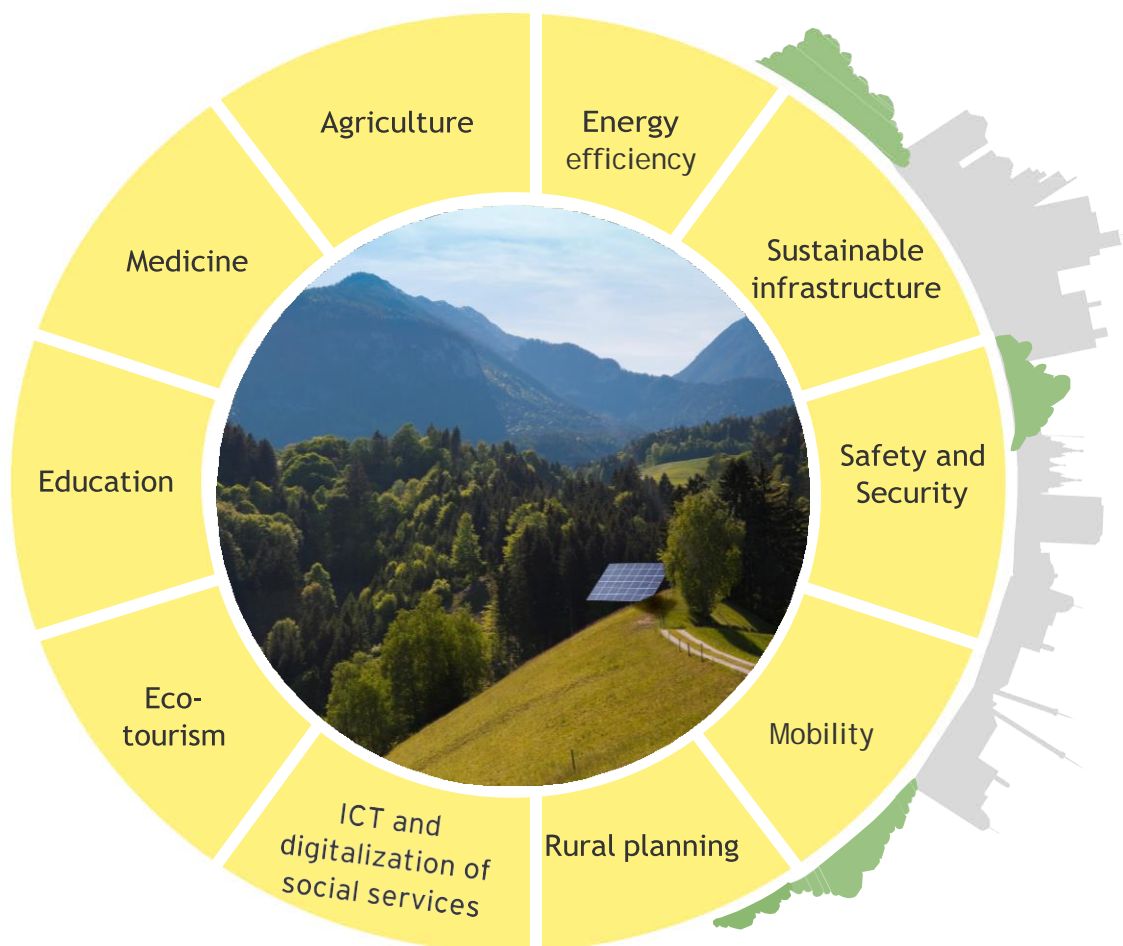 Agriculture
Energy
efficiency
Sustainable
infrastructure
Safety and
Security
Mobility
Rural planning
ICT and
digitalization of
social services
Eco-
tourism
Education
Medicine